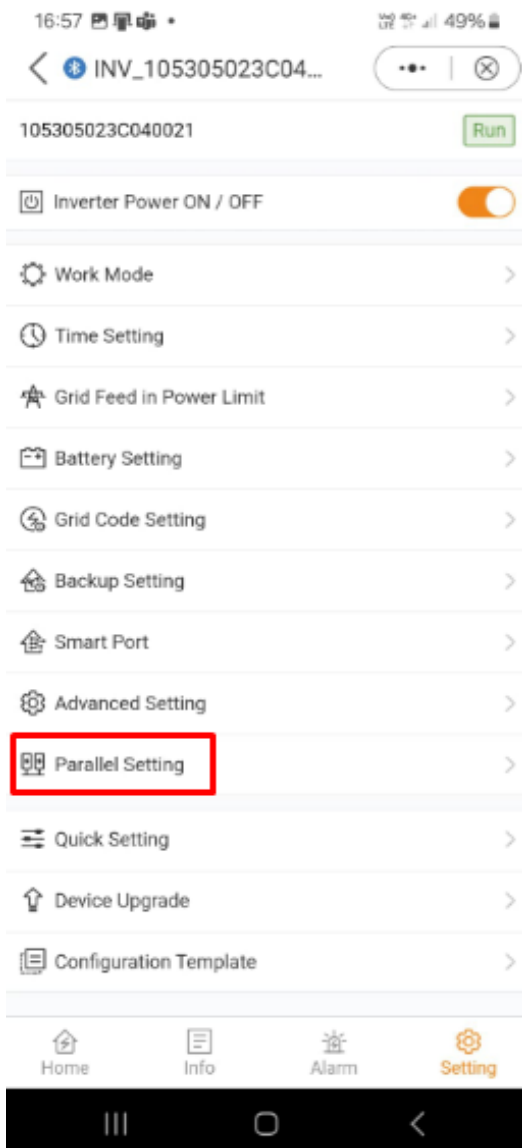 16:57 49%
INV_105305023C04...
105305023C040021 Run
Inverter Power ON / OFF
Work Mode
Time Setting
Grid Feed in Power Limit
Battery Setting
Grid Code Setting
Backup Setting
Smart Port
Advanced Setting
Parallel Setting
Quick Setting
Device Upgrade
Configuration Template
Home Info Alarm Setting